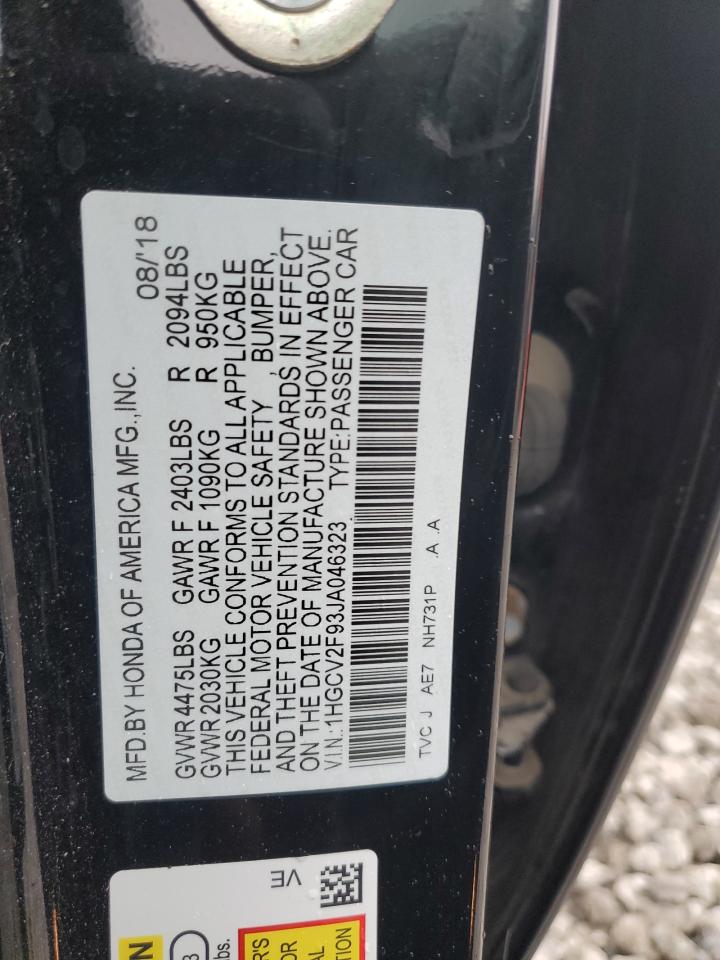 MFD.BY HONDA OF AMERICA MFG.,INC. 08/'18
GVWR 4475LBS GAWR F 2403LBS R 2094LBS
GVWR 2030KG GAWR F 1090KG R 950KG
THIS VEHICLE CONFORMS TO ALL APPLICABLE
FEDERAL MOTOR VEHICLE SAFETY , BUMPER,
AND THEFT PREVENTION STANDARDS IN EFFECT
ON THE DATE OF MANUFACTURE SHOWN ABOVE.
V.I.N.: 1HGCV2F93JA046323 TYPE:PASSENGER CAR
TVC J AE7 NH731P .A .A
VE